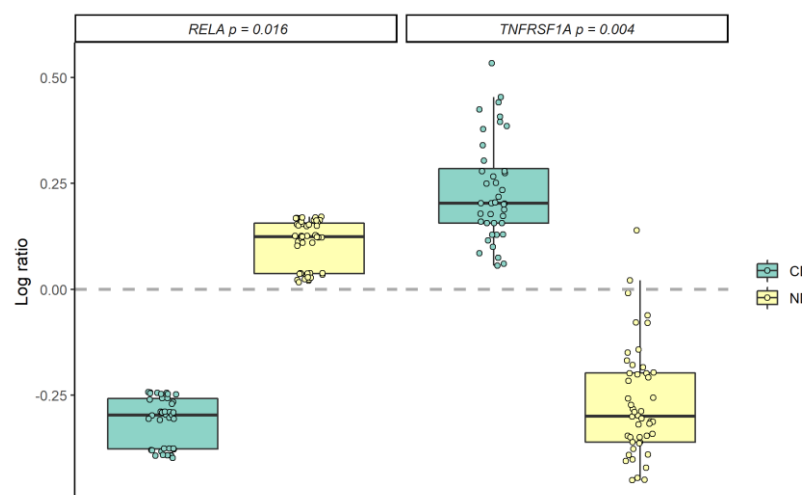 RELA p = 0.016
TNFRSF1A p = 0.004
Log ratio
0.50
0.25
0.00
-0.25